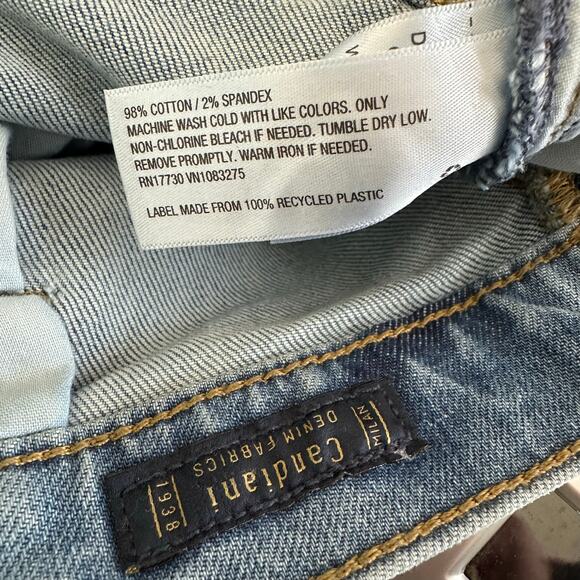 98% COTTON / 2% SPANDEX
MACHINE WASH COLD WITH LIKE COLORS. ONLY
NON-CHLORINE BLEACH IF NEEDED. TUMBLE DRY LOW.
REMOVE PROMPTLY. WARM IRON IF NEEDED.
RN17730 VN1083275
LABEL MADE FROM 100% RECYCLED PLASTIC
MILAN
Candiani
DENIM FABRICS
1938